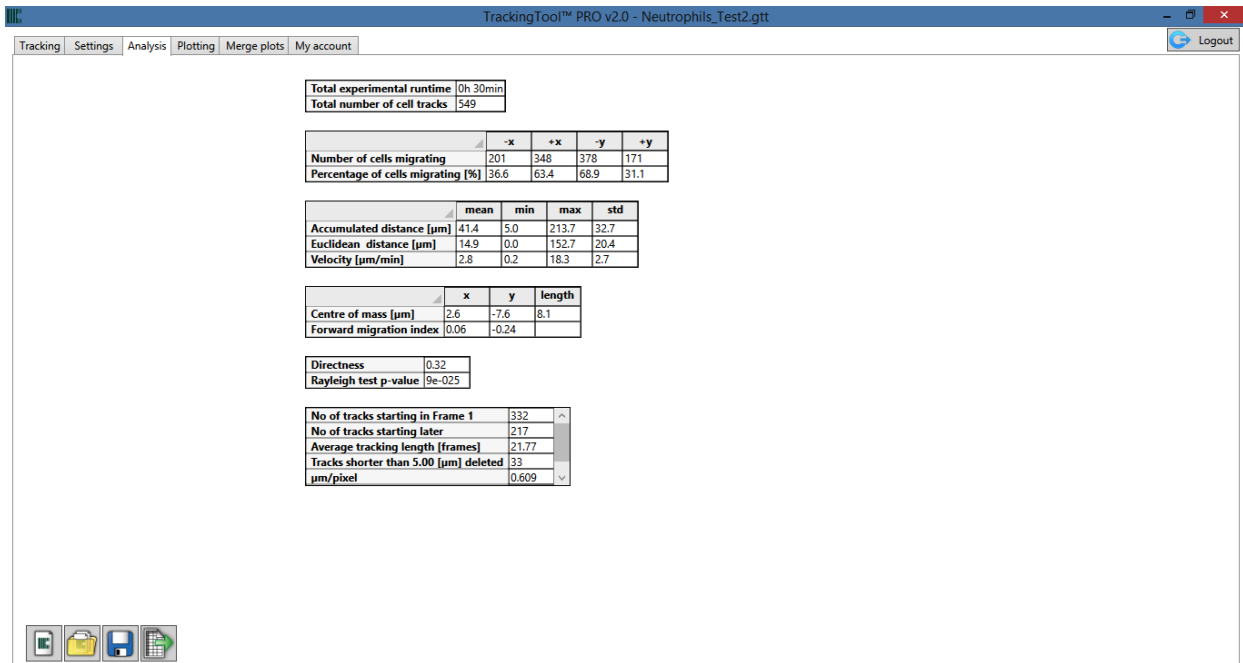 TrackingTool™ PRO v2.0 - Neutrophils_Test2.gtt
Tracking Settings Analysis Plotting Merge plots My account Logout
Total experimental runtime 0h 30min
Total number of cell tracks 549
-x +x -y +y
Number of cells migrating 201 348 378 171
Percentage of cells migrating [%] 36.6 63.4 68.9 31.1
mean min max std
Accumulated distance [µm] 41.4 5.0 213.7 32.7
Euclidean distance [µm] 14.9 0.0 152.7 20.4
Velocity [µm/min] 2.8 0.2 18.3 2.7
x y length
Centre of mass [µm] 2.6 -7.6 8.1
Forward migration index 0.06 -0.24
Directness 0.32
Rayleigh test p-value 9e-025
No of tracks starting in Frame 1 332
No of tracks starting later 217
Average tracking length [frames] 21.77
Tracks shorter than 5.00 [µm] deleted 33
µm/pixel 0.609